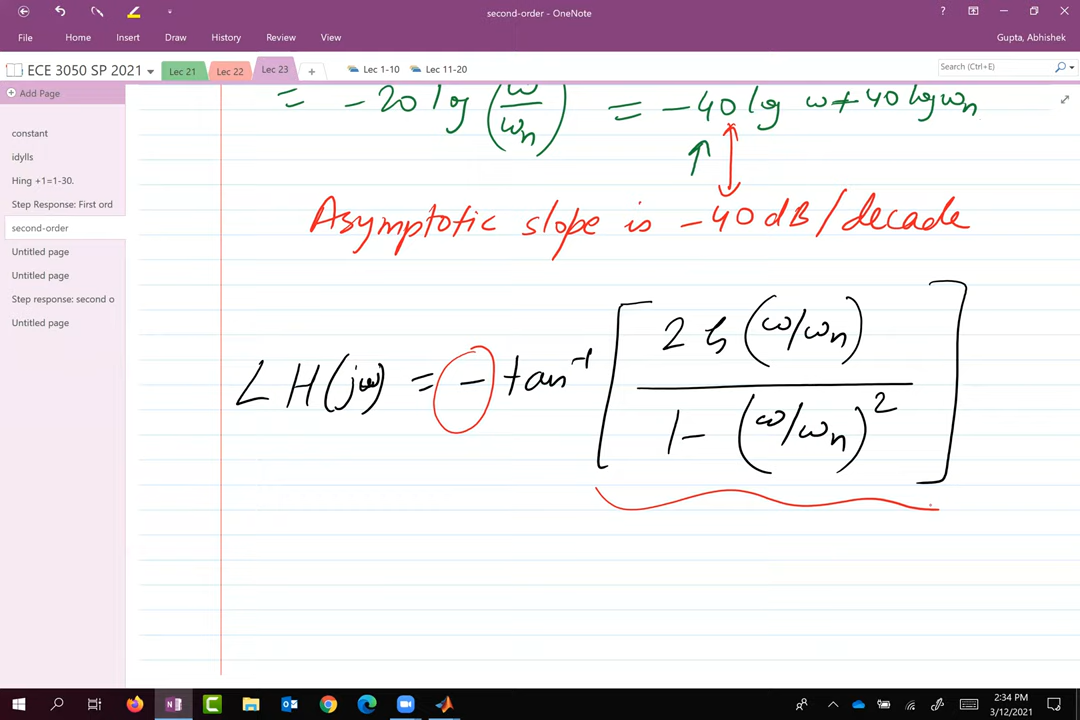 second-order - OneNote
File Home Insert Draw History Review View
Gupta, Abhishek
ECE 3050 SP 2021
Lec 21 Lec 22 Lec 23 Lec 1-10 Lec 11-20
Search (Ctrl+E)
Add Page
constant
idylls
Hing +1=1-30.
Step Response: First ord
second-order
Untitled page
Untitled page
Step response: second o
Untitled page
= -20 log (ω/ωn) = -40 log ω + 40 log ωn
Asymptotic slope is -40 dB/decade
∠ H(jω) = - tan⁻¹ [ 2 ζ (ω/ωn) / 1 - (ω/ωn)² ]
2:34 PM
3/12/2021